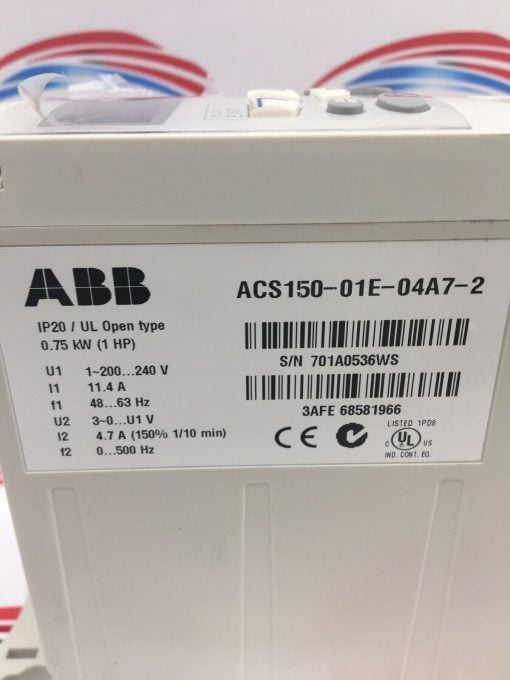 ABB
ACS150-01E-04A7-2
IP20 / UL Open type
0.75 kW (1 HP)
U1 1~200...240 V
I1 11.4 A
f1 48...63 Hz
U2 3~0...U1 V
I2 4.7 A (150% 1/10 min)
f2 0...500 Hz
S/N 701A0536WS
3AFE 68581966
CE
LISTED 1PD8
C UL US
IND. CONT. EQ.